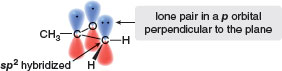 lone pair in a p orbital
perpendicular to the plane
O
CH₃ C C H
H
sp² hybridized